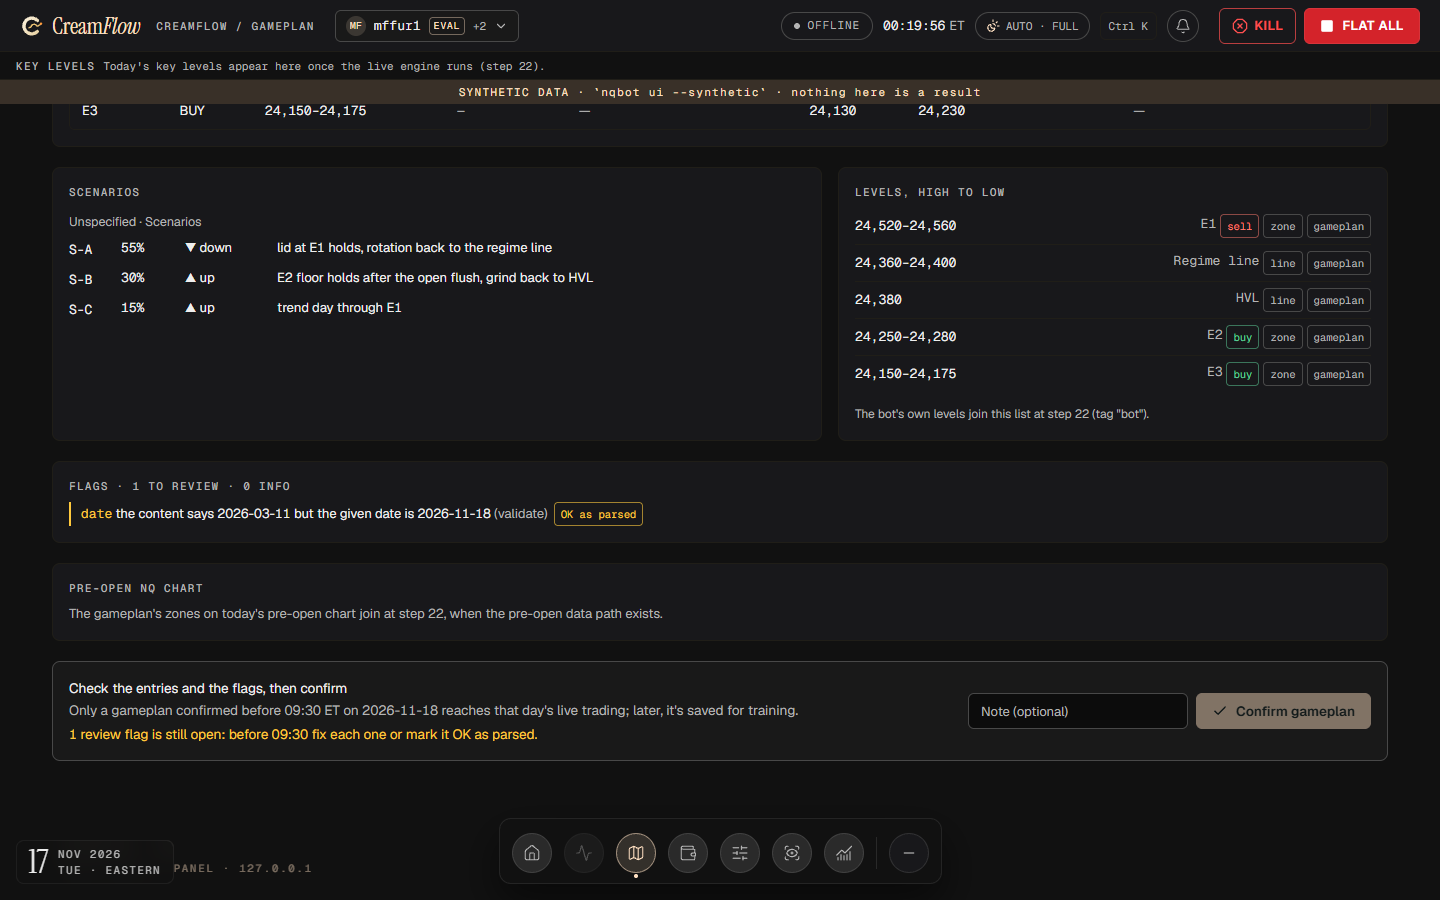 CreamFlow CREAMFLOW / GAMEPLAN MF mffur1 EVAL +2 OFFLINE 00:19:56 ET AUTO · FULL Ctrl K KILL FLAT ALL
KEY LEVELS Today's key levels appear here once the live engine runs (step 22).
SYNTHETIC DATA · `nqbot ui --synthetic` · nothing here is a result
E3 BUY 24,150–24,175 — — 24,130 24,230 —
SCENARIOS
Unspecified · Scenarios
S-A 55% ▼ down lid at E1 holds, rotation back to the regime line
S-B 30% ▲ up E2 floor holds after the open flush, grind back to HVL
S-C 15% ▲ up trend day through E1
LEVELS, HIGH TO LOW
24,520–24,560 E1 sell zone gameplan
24,360–24,400 Regime line line gameplan
24,380 HVL line gameplan
24,250–24,280 E2 buy zone gameplan
24,150–24,175 E3 buy zone gameplan
The bot's own levels join this list at step 22 (tag "bot").
FLAGS · 1 TO REVIEW · 0 INFO
date the content says 2026-03-11 but the given date is 2026-11-18 (validate) OK as parsed
PRE-OPEN NQ CHART
The gameplan's zones on today's pre-open chart join at step 22, when the pre-open data path exists.
Check the entries and the flags, then confirm
Only a gameplan confirmed before 09:30 ET on 2026-11-18 reaches that day's live trading; later, it's saved for training.
1 review flag is still open: before 09:30 fix each one or mark it OK as parsed.
Note (optional) Confirm gameplan
17 NOV 2026
TUE · EASTERN PANEL · 127.0.0.1